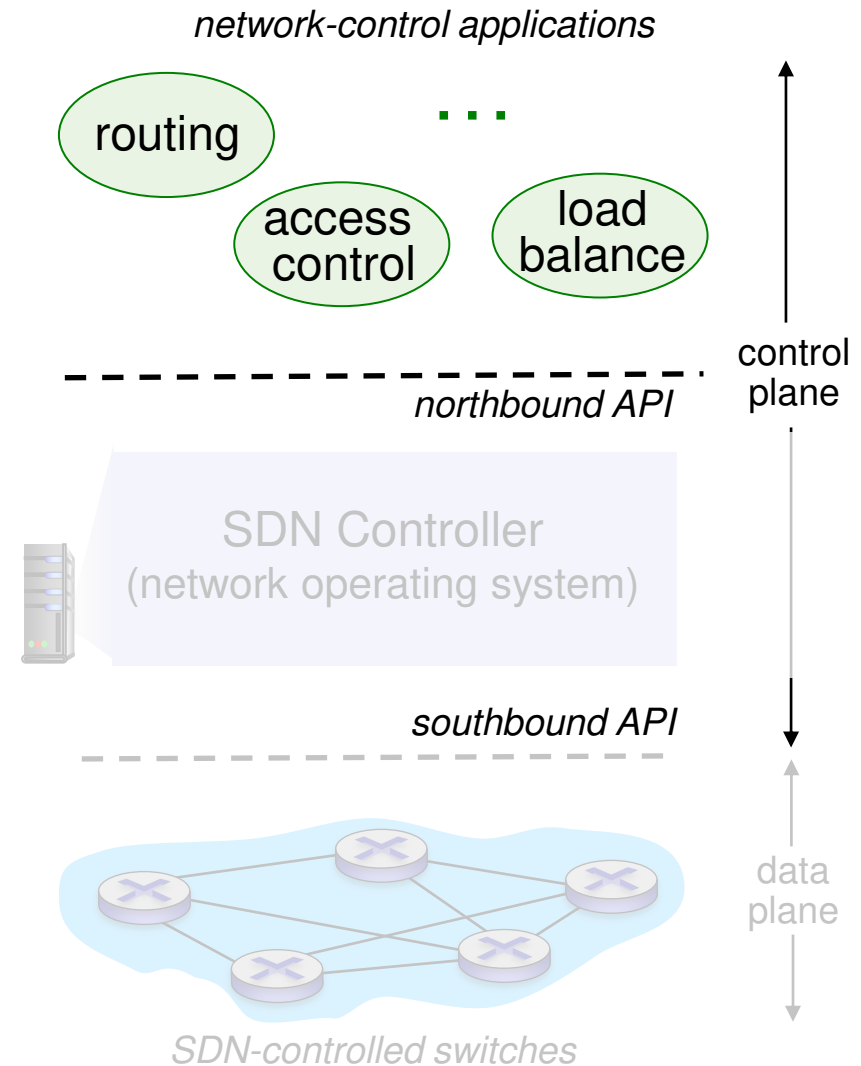 network-control applications
routing
...
access
control
load
balance
control
plane
northbound API
SDN Controller
(network operating system)
southbound API
data
plane
SDN-controlled switches